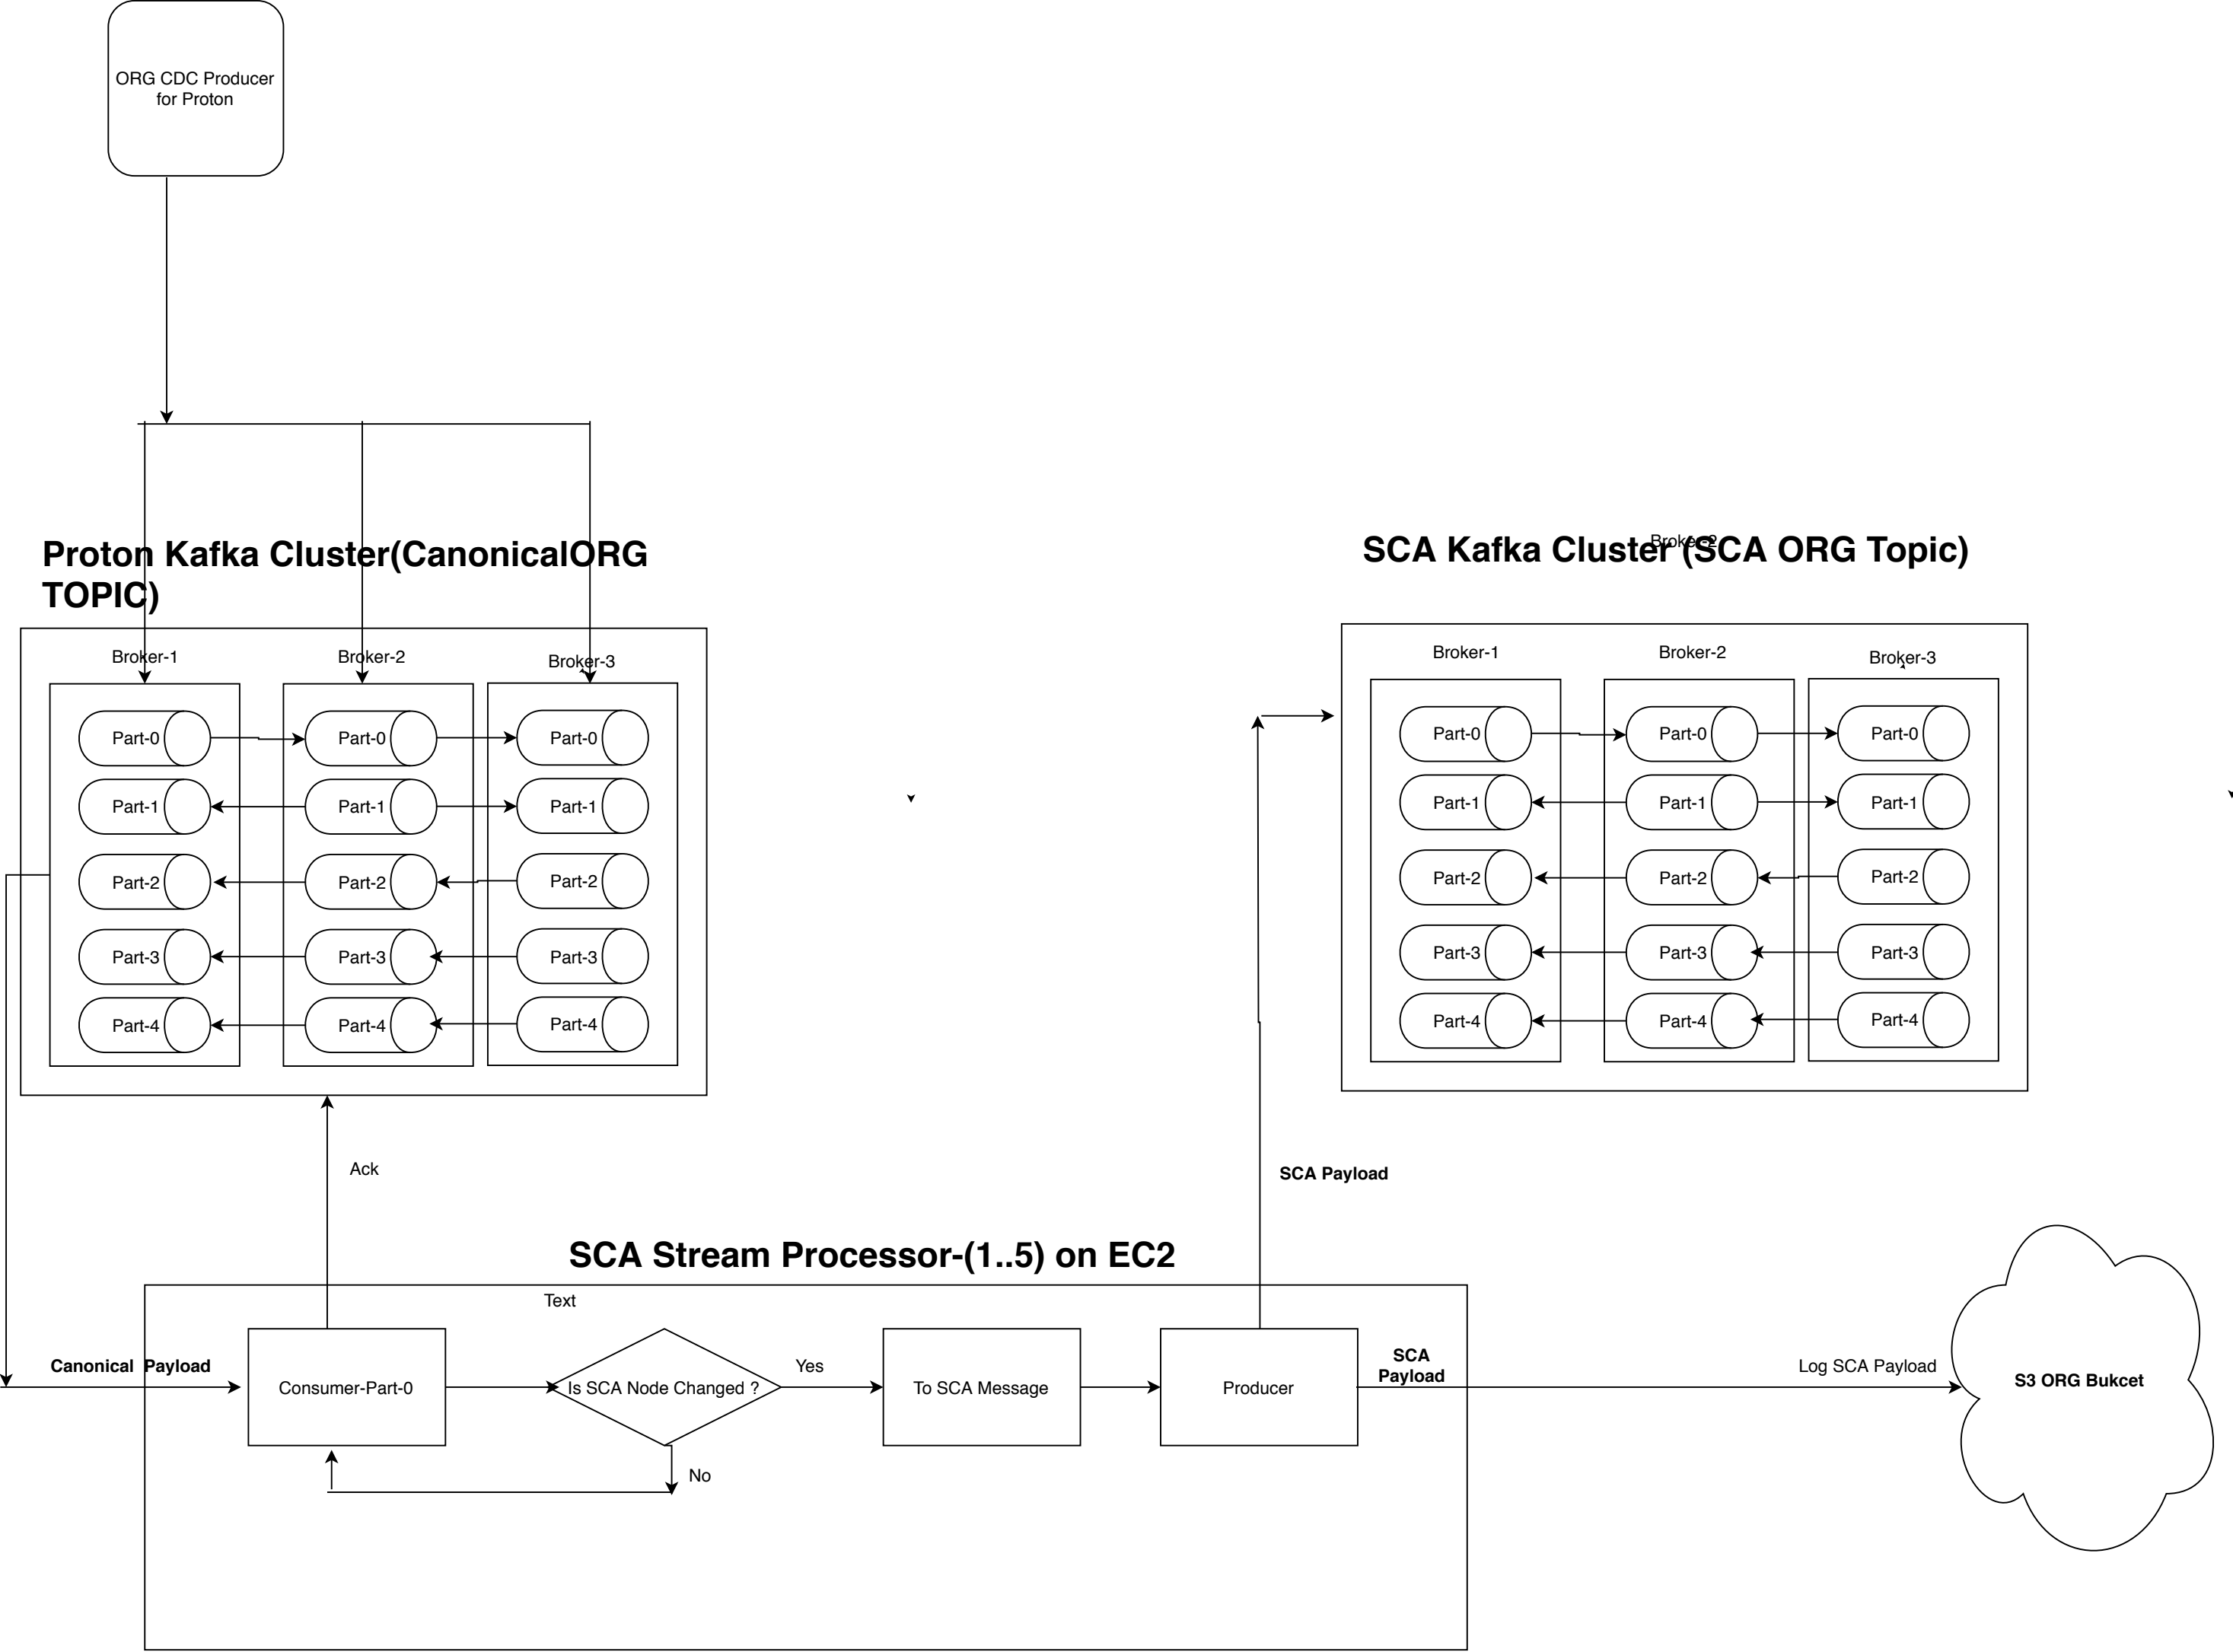 ORG CDC Producer
for Proton
Proton Kafka Cluster(CanonicalORG
TOPIC)
Broker-1
Broker-2
Broker-3
Part-0
Part-0
Part-0
Part-1
Part-1
Part-1
Part-2
Part-2
Part-2
Part-3
Part-3
Part-3
Part-4
Part-4
Part-4
Broker-2
SCA Kafka Cluster (SCA ORG Topic)
Broker-1
Broker-2
Broker-3
Part-0
Part-0
Part-0
Part-1
Part-1
Part-1
Part-2
Part-2
Part-2
Part-3
Part-3
Part-3
Part-4
Part-4
Part-4
Ack
SCA Payload
SCA Stream Processor-(1..5) on EC2
Text
Canonical Payload
Consumer-Part-0
Is SCA Node Changed ?
Yes
No
To SCA Message
Producer
SCA
Payload
Log SCA Payload
S3 ORG Bukcet